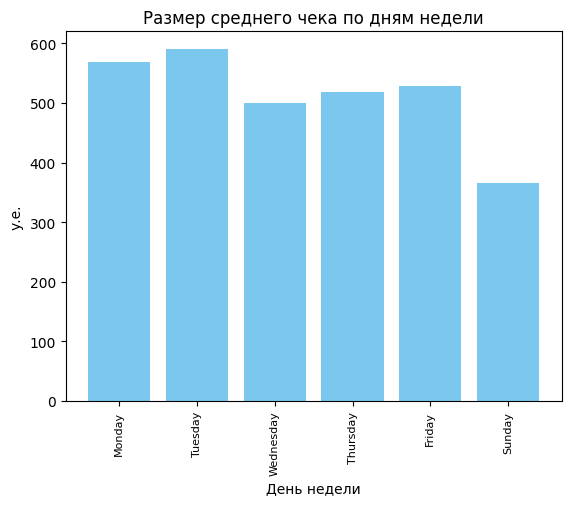 Размер среднего чека по дням недели
600
500
400
300
200
100
0
у.е.
Monday
Tuesday
Wednesday
Thursday
Friday
Sunday
День недели